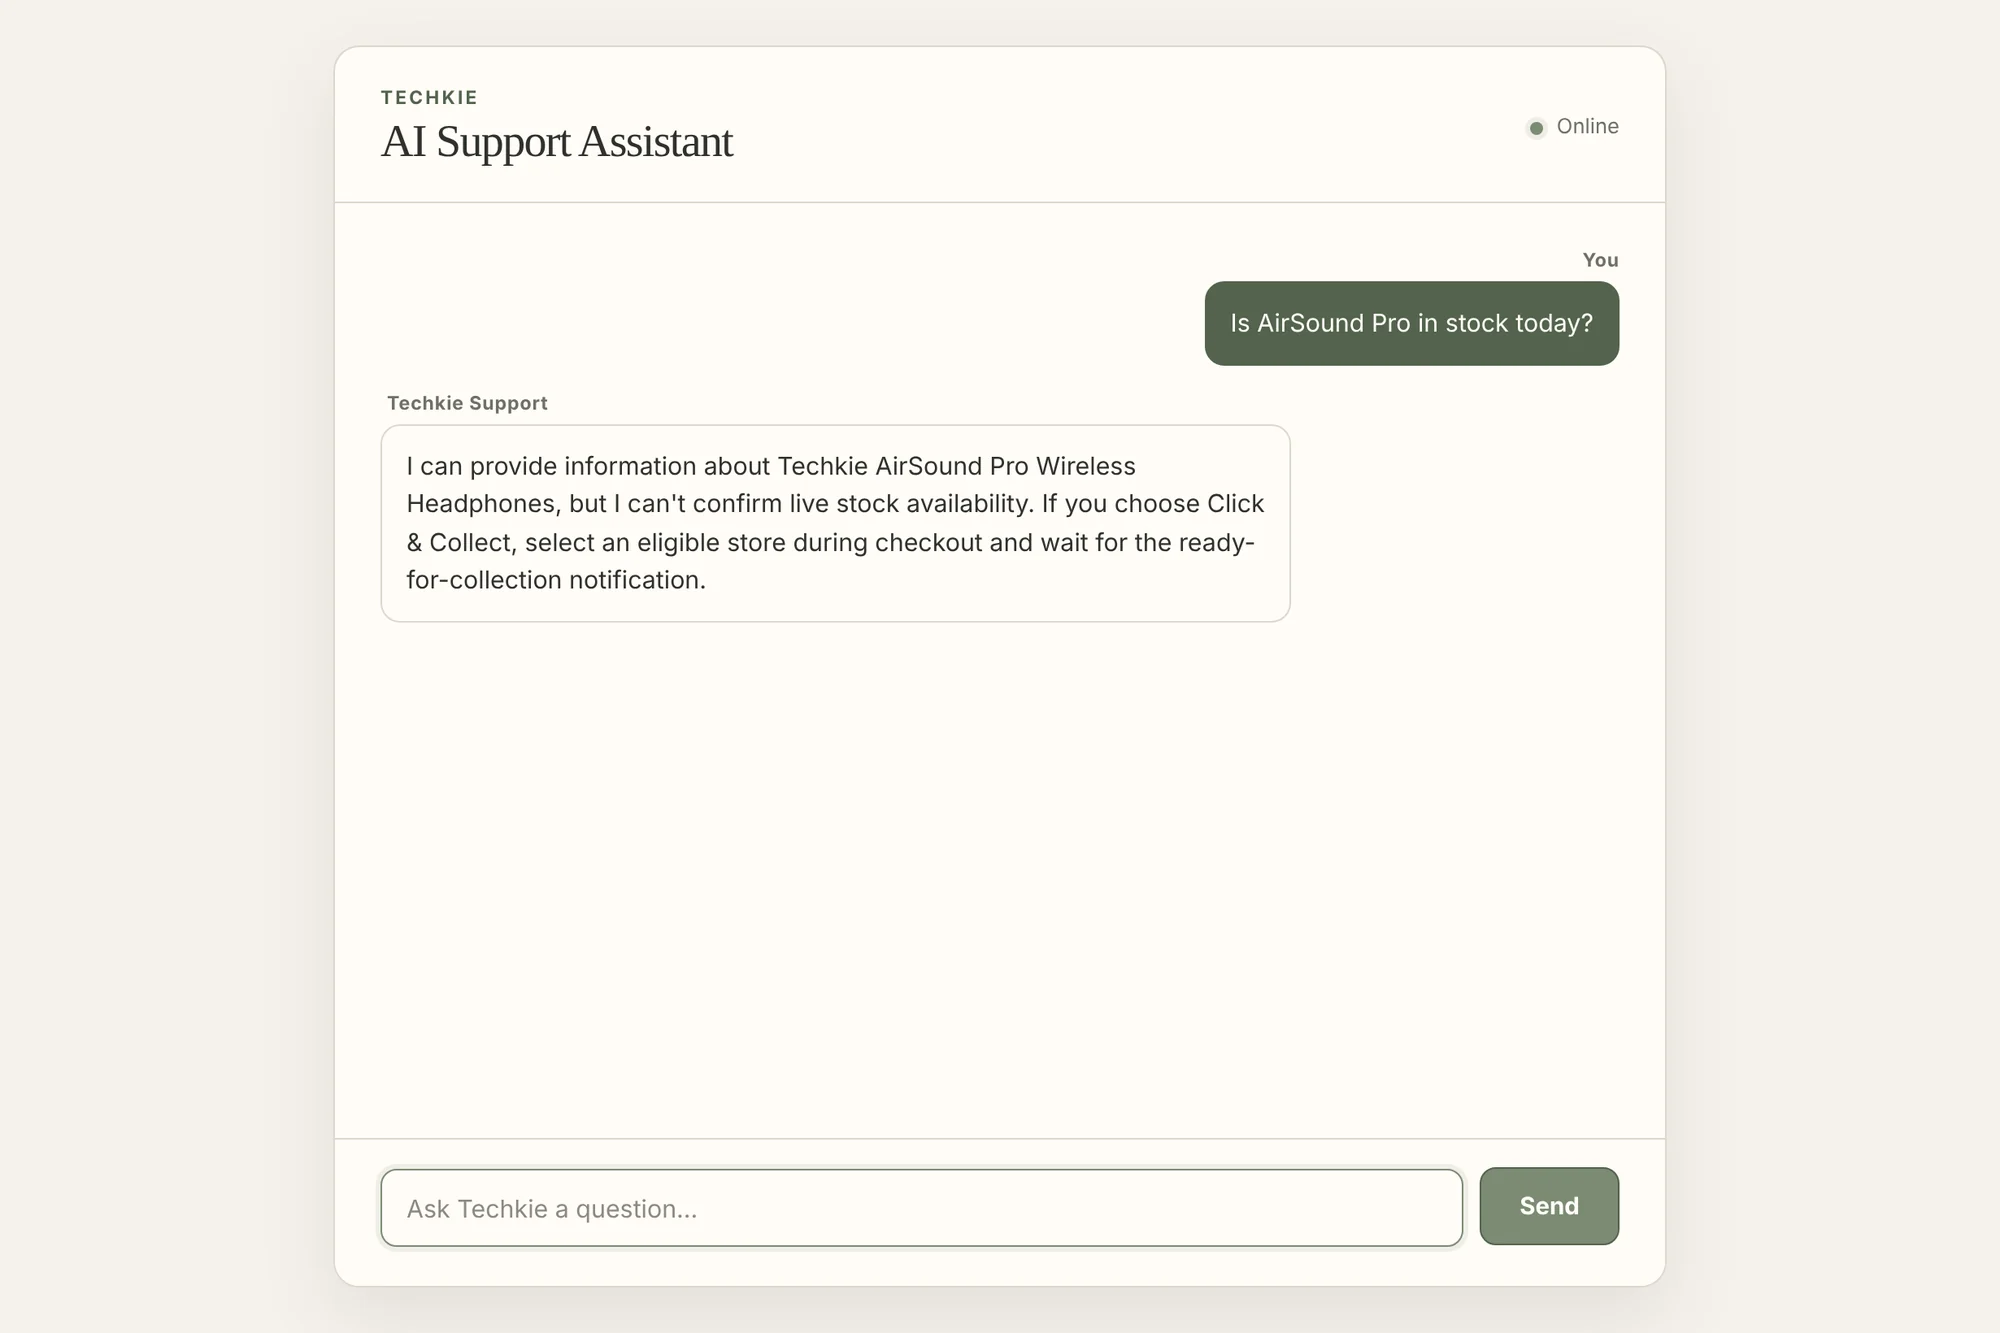 TECHKIE
AI Support Assistant
Online
You
Is AirSound Pro in stock today?
Techkie Support
I can provide information about Techkie AirSound Pro Wireless
Headphones, but I can't confirm live stock availability. If you choose Click
& Collect, select an eligible store during checkout and wait for the ready-
for-collection notification.
Ask Techkie a question...
Send